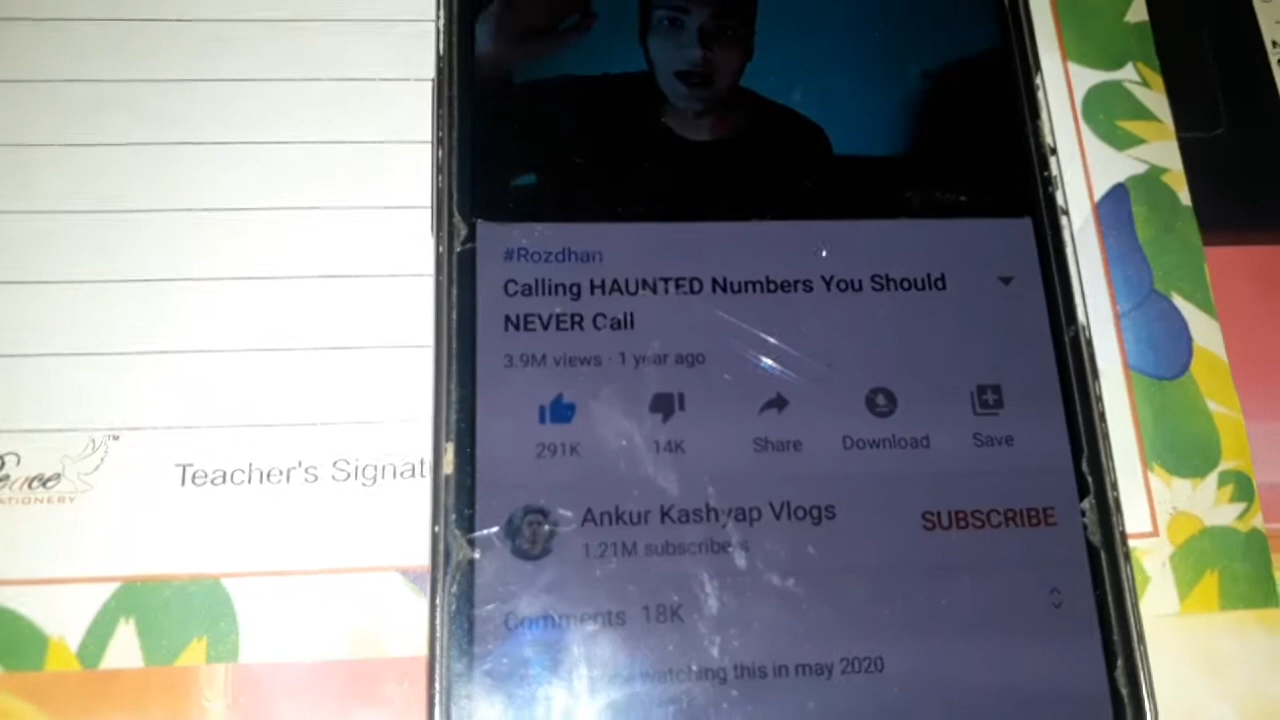 #Rozdhan
Calling HAUNTED Numbers You Should
NEVER Call
3.9M views · 1 year ago
291K
14K
Share
Download
Save
Ankur Kashyap Vlogs
1.21M subscribers
SUBSCRIBE
Comments 18K
watching this in may 2020
Peace
Teacher's Signat